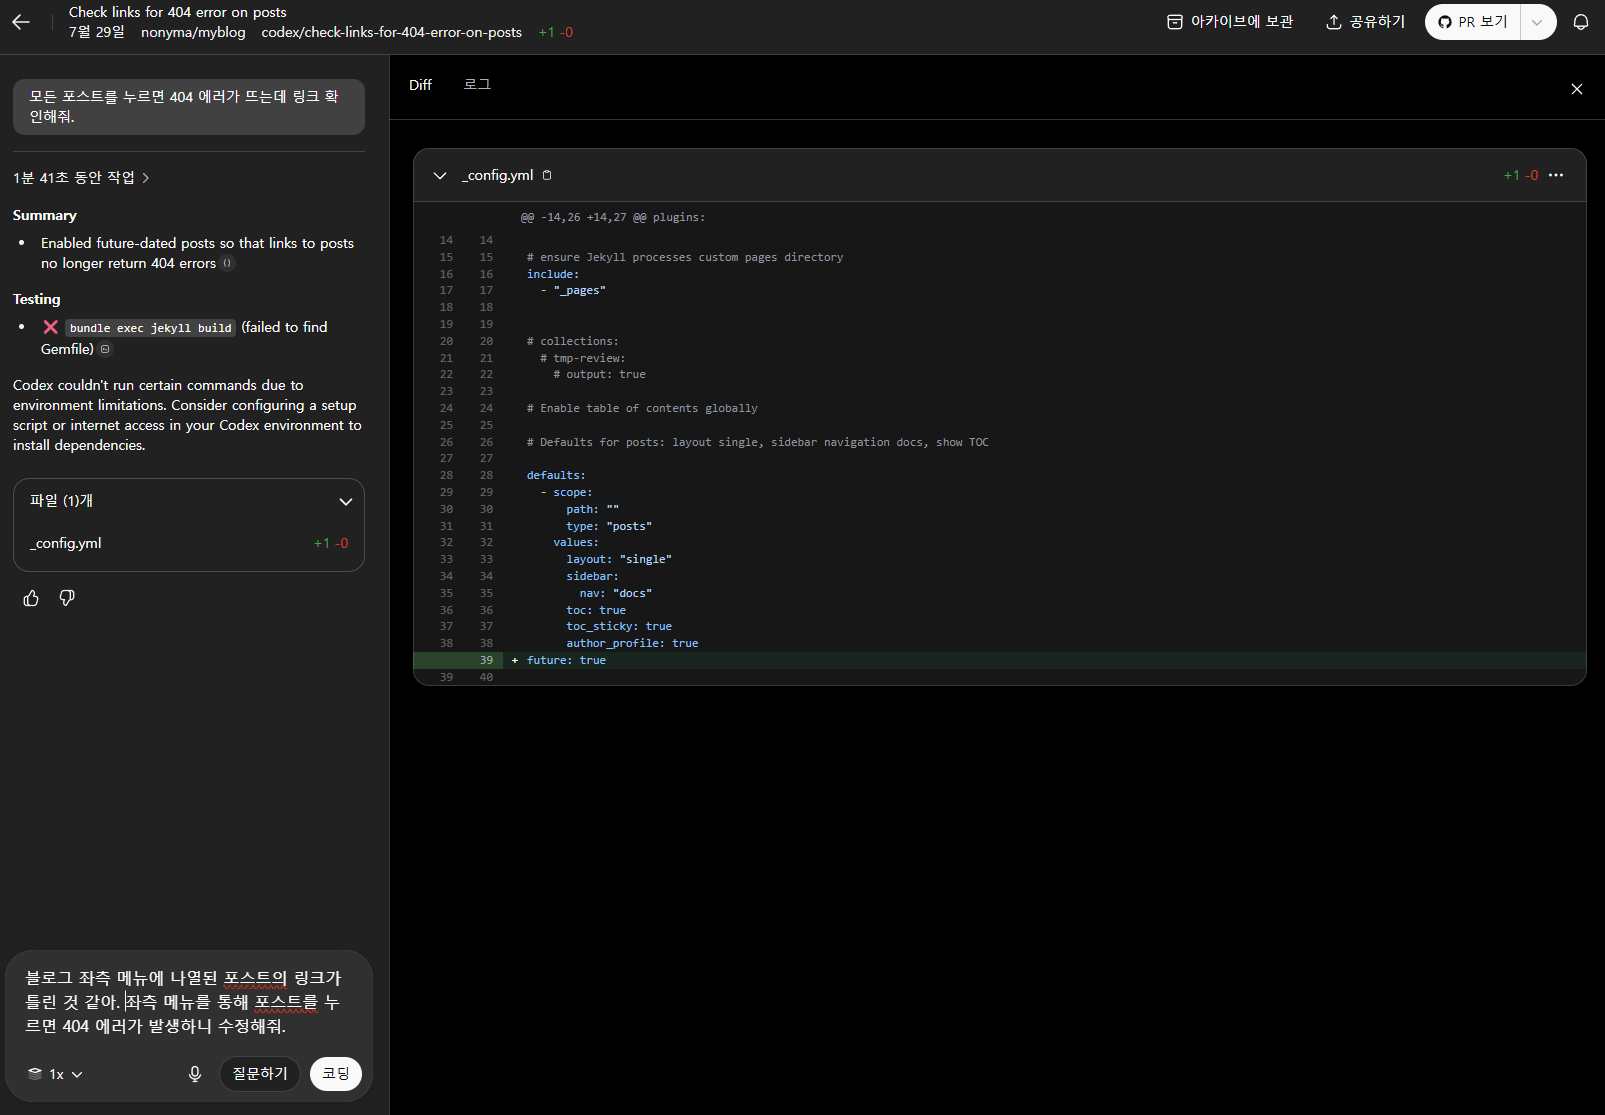 Check links for 404 error on posts
7월 29일 nonyma/myblog codex/check-links-for-404-error-on-posts +1 -0
아카이브에 보관
공유하기
PR 보기
모든 포스트를 누르면 404 에러가 뜨는데 링크 확
인해줘.
1분 41초 동안 작업
Summary
Enabled future-dated posts so that links to posts
no longer return 404 errors
Testing
❌ bundle exec jekyll build (failed to find
Gemfile)
Codex couldn't run certain commands due to
environment limitations. Consider configuring a setup
script or internet access in your Codex environment to
install dependencies.
파일 (1)개
_config.yml +1 -0
블로그 좌측 메뉴에 나열된 포스트의 링크가
틀린 것 같아. 좌측 메뉴를 통해 포스트를 누
르면 404 에러가 발생하니 수정해줘.
1x
질문하기
코딩
Diff 로그
_config.yml +1 -0
@@ -14,26 +14,27 @@ plugins:
14 14
15 15 # ensure Jekyll processes custom pages directory
16 16 include:
17 17 - "_pages"
18 18
19 19
20 20 # collections:
21 21 # tmp-review:
22 22 # output: true
23 23
24 24 # Enable table of contents globally
25 25
26 26 # Defaults for posts: layout single, sidebar navigation docs, show TOC
27 27
28 28 defaults:
29 29 - scope:
30 30 path: ""
31 31 type: "posts"
32 32 values:
33 33 layout: "single"
34 34 sidebar:
35 35 nav: "docs"
36 36 toc: true
37 37 toc_sticky: true
38 38 author_profile: true
39 + future: true
39 40